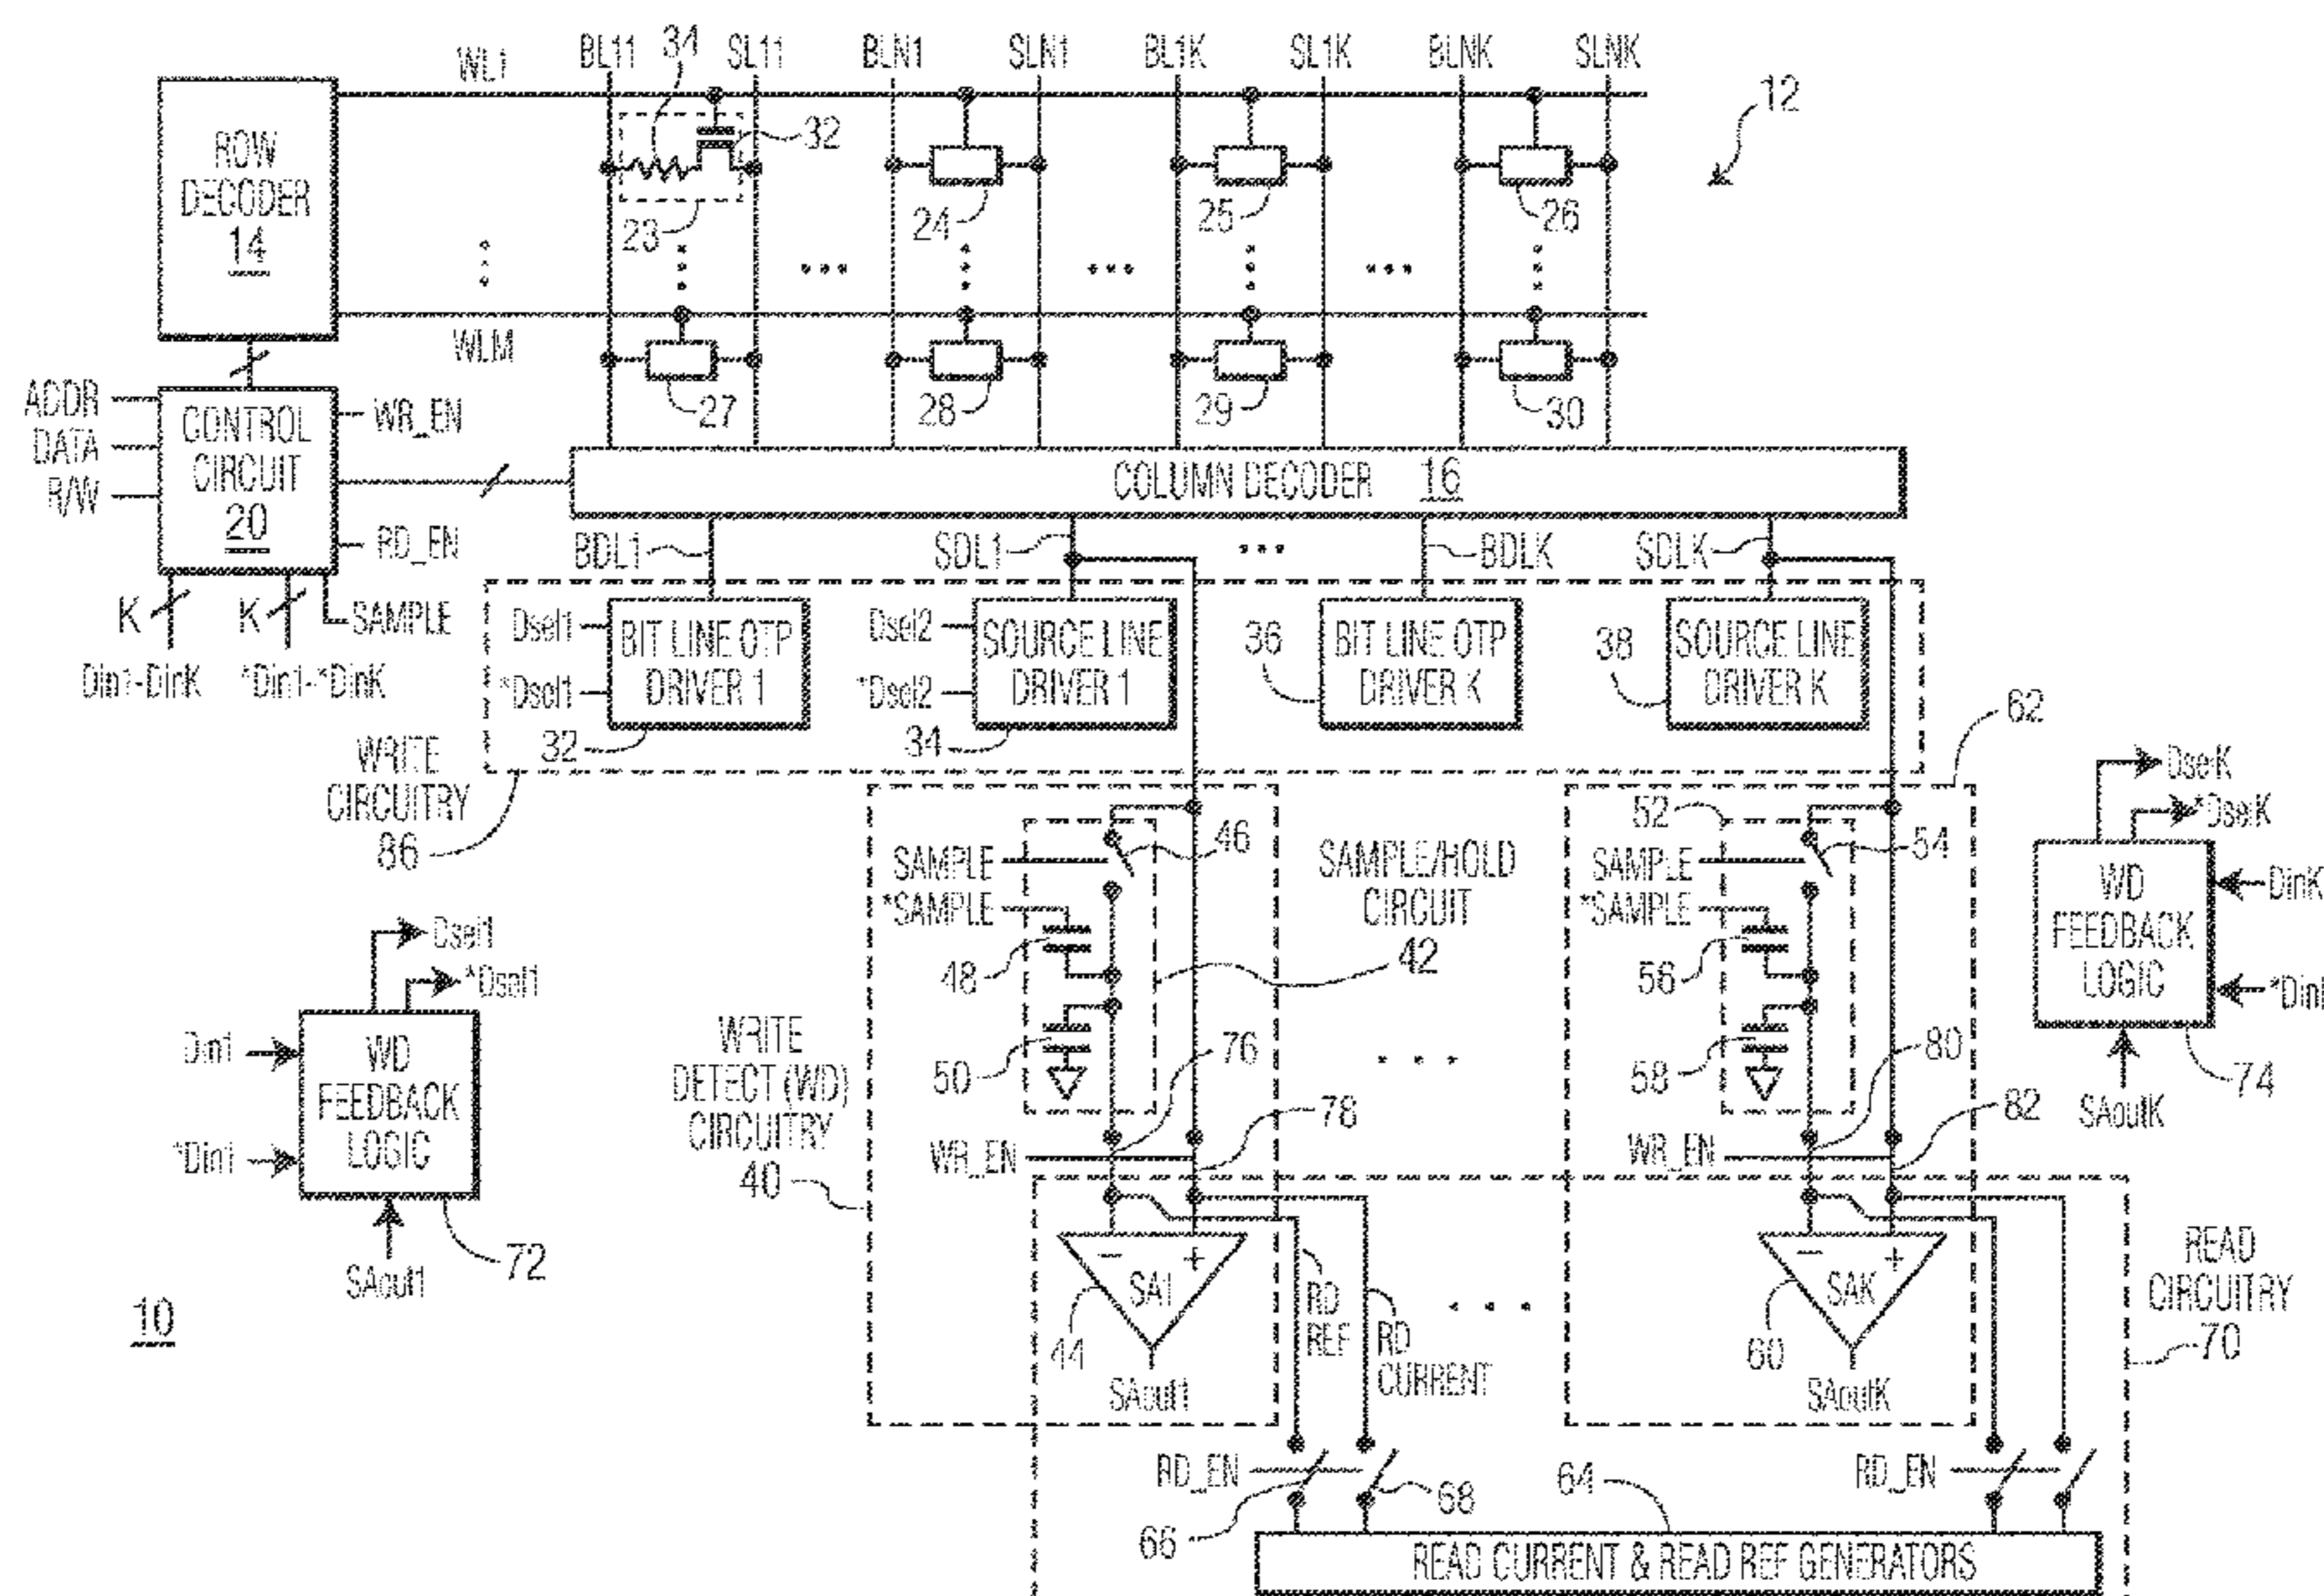 BL11 34 SL11 BLN1 SLN1 BL1K SL1K BLNK SLNK
WL1
12
32
ROW
DECODER
14
23 24 25 26
WLM
27 28 29 30
ADDR
DATA
R/W
CONTROL
CIRCUIT
20
WR_EN
RD_EN
COLUMN DECODER 16
BDL1 SDL1 BDLK SDLK
K K SAMPLE
Din1-DinK *Din1-*DinK
Dsel1
*Dsel1
BIT LINE OTP
DRIVER 1
32
Dsel2
*Dsel2
SOURCE LINE
DRIVER 1
34
36
BIT LINE OTP
DRIVER K
38
SOURCE LINE
DRIVER K
62
WRITE
CIRCUITRY
86
SAMPLE
*SAMPLE
46
48
50
SAMPLE/HOLD
CIRCUIT
42
52
54
SAMPLE
*SAMPLE
56
58
DselK
*DselK
WD
FEEDBACK
LOGIC
DinK
*Din
74
SAoutK
Dsel1
*Dsel1
Din1
*Din1
WD
FEEDBACK
LOGIC
72
SAout1
WRITE
DETECT (WD)
CIRCUITRY
40
76
78
WR_EN
80
82
WR_EN
- +
SA1
44
SAout1
RD
REF
RD
CURRENT
- +
SAK
60
SAoutK
READ
CIRCUITRY
70
10
RD_EN
66
68
64
RD_EN
READ CURRENT & READ REF GENERATORS